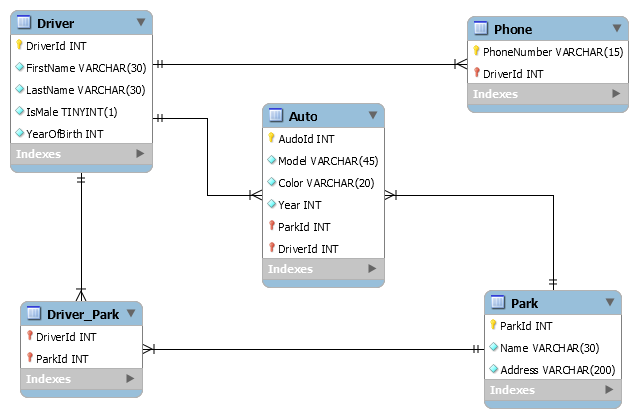 Driver
DriverId INT
FirstName VARCHAR(30)
LastName VARCHAR(30)
IsMale TINYINT(1)
YearOfBirth INT
Indexes
Phone
PhoneNumber VARCHAR(15)
DriverId INT
Indexes
Auto
AudoId INT
Model VARCHAR(45)
Color VARCHAR(20)
Year INT
ParkId INT
DriverId INT
Indexes
Driver_Park
DriverId INT
ParkId INT
Indexes
Park
ParkId INT
Name VARCHAR(30)
Address VARCHAR(200)
Indexes